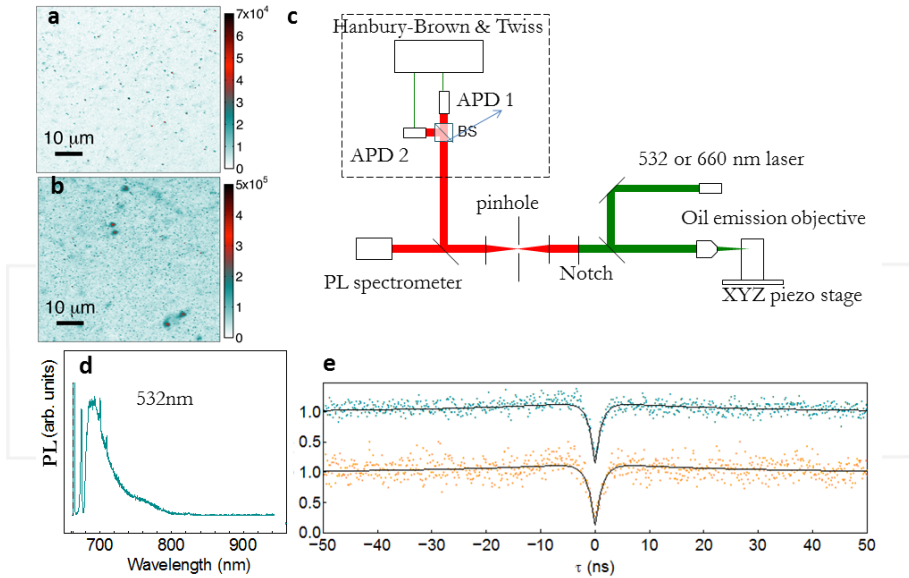 a
7x10⁴
6
5
4
3
2
1
0
10 μm
b
5x10⁵
4
3
2
1
0
10 μm
c
Hanbury-Brown & Twiss
APD 1
BS
APD 2
532 or 660 nm laser
pinhole
Oil emission objective
PL spectrometer
Notch
XYZ piezo stage
d
532nm
PL (arb. units)
700 800 900
Wavelength (nm)
e
1.0
0.5
1.0
0.5
0.0
−50 −40 −30 −20 −10 0 10 20 30 40 50
τ (ns)